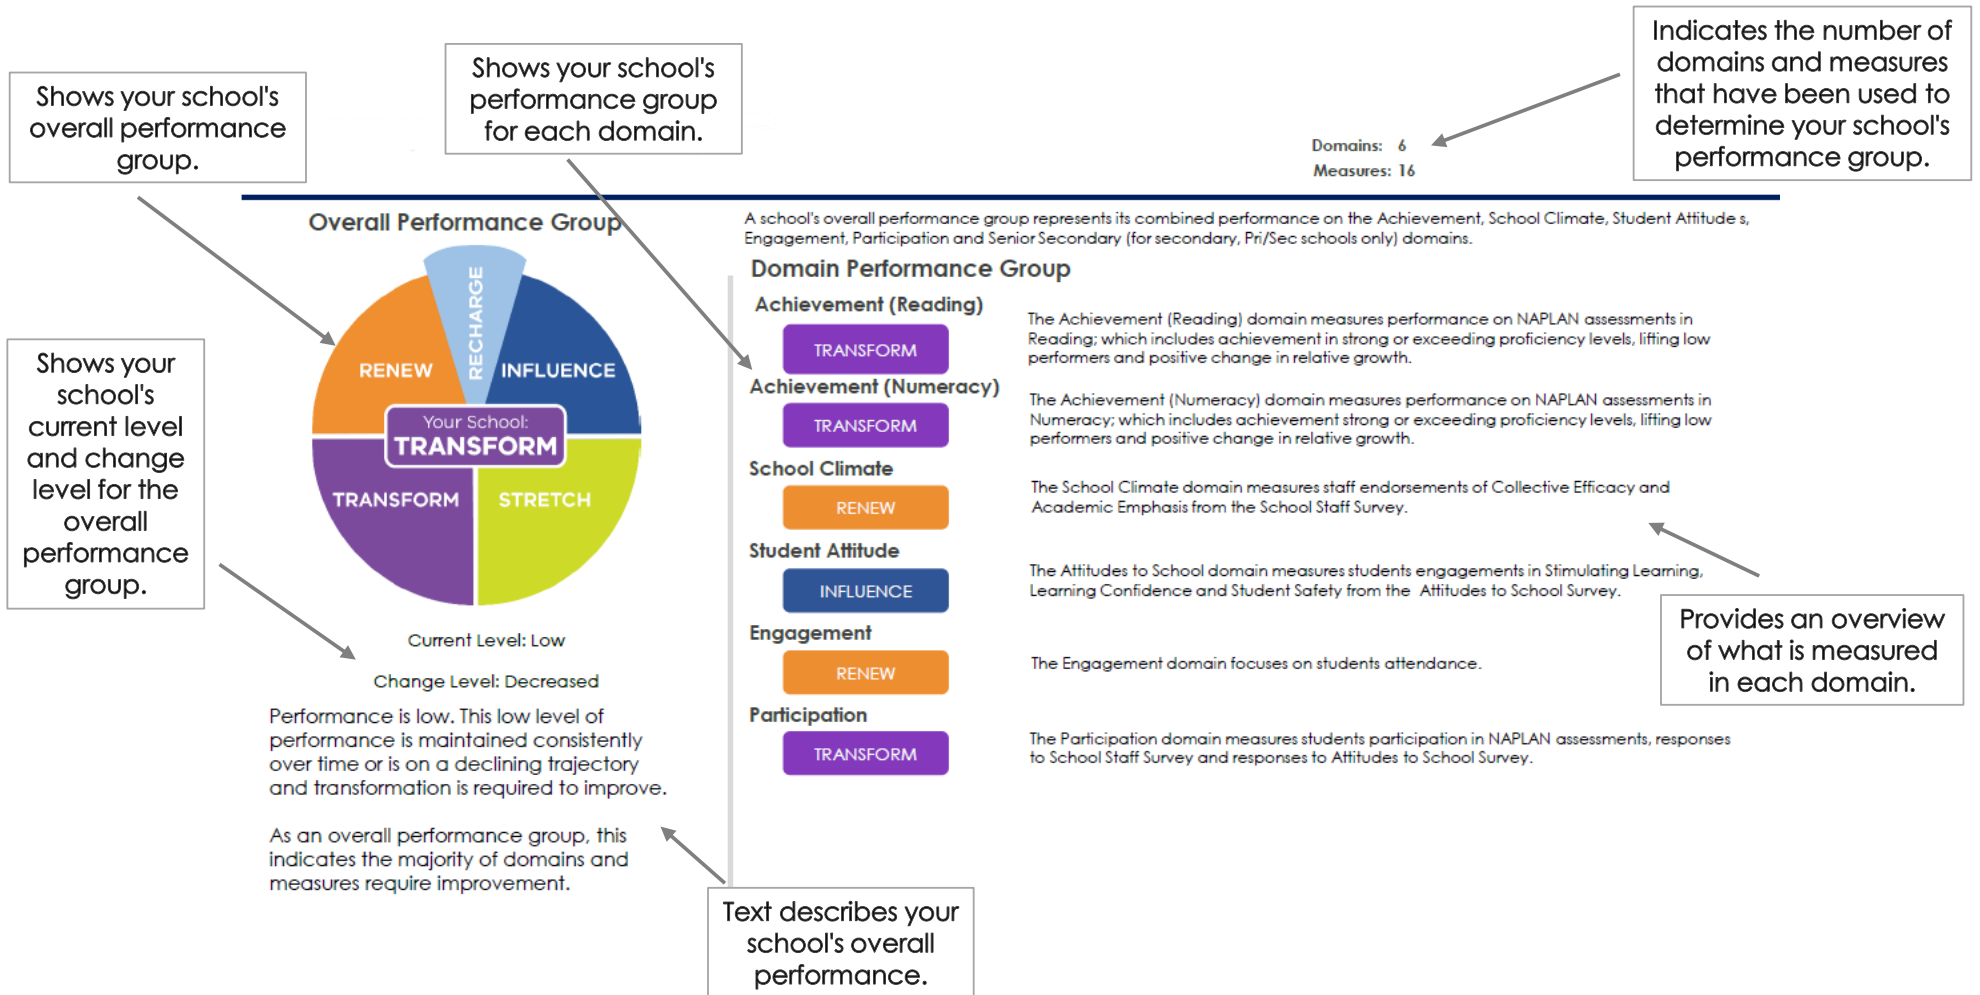 Indicates the number of
domains and measures
that have been used to
determine your school's
performance group.
Shows your school's
performance group
for each domain.
Shows your school's
overall performance
group.
Domains: 6
Measures: 16
Overall Performance Group
RECHARGE
RENEW
INFLUENCE
Your School:
TRANSFORM
TRANSFORM
STRETCH
Shows your
school's
current level
and change
level for the
overall
performance
group.
Current Level: Low
Change Level: Decreased
Performance is low. This low level of
performance is maintained consistently
over time or is on a declining trajectory
and transformation is required to improve.
As an overall performance group, this
indicates the majority of domains and
measures require improvement.
Text describes your
school's overall
performance.
A school's overall performance group represents its combined performance on the Achievement, School Climate, Student Attitude s,
Engagement, Participation and Senior Secondary (for secondary, Pri/Sec schools only) domains.
Domain Performance Group
Achievement (Reading)
TRANSFORM
The Achievement (Reading) domain measures performance on NAPLAN assessments in
Reading; which includes achievement in strong or exceeding proficiency levels, lifting low
performers and positive change in relative growth.
Achievement (Numeracy)
TRANSFORM
The Achievement (Numeracy) domain measures performance on NAPLAN assessments in
Numeracy; which includes achievement strong or exceeding proficiency levels, lifting low
performers and positive change in relative growth.
School Climate
RENEW
The School Climate domain measures staff endorsements of Collective Efficacy and
Academic Emphasis from the School Staff Survey.
Student Attitude
INFLUENCE
The Attitudes to School domain measures students engagements in Stimulating Learning,
Learning Confidence and Student Safety from the Attitudes to School Survey.
Engagement
RENEW
The Engagement domain focuses on students attendance.
Participation
TRANSFORM
The Participation domain measures students participation in NAPLAN assessments, responses
to School Staff Survey and responses to Attitudes to School Survey.
Provides an overview
of what is measured
in each domain.